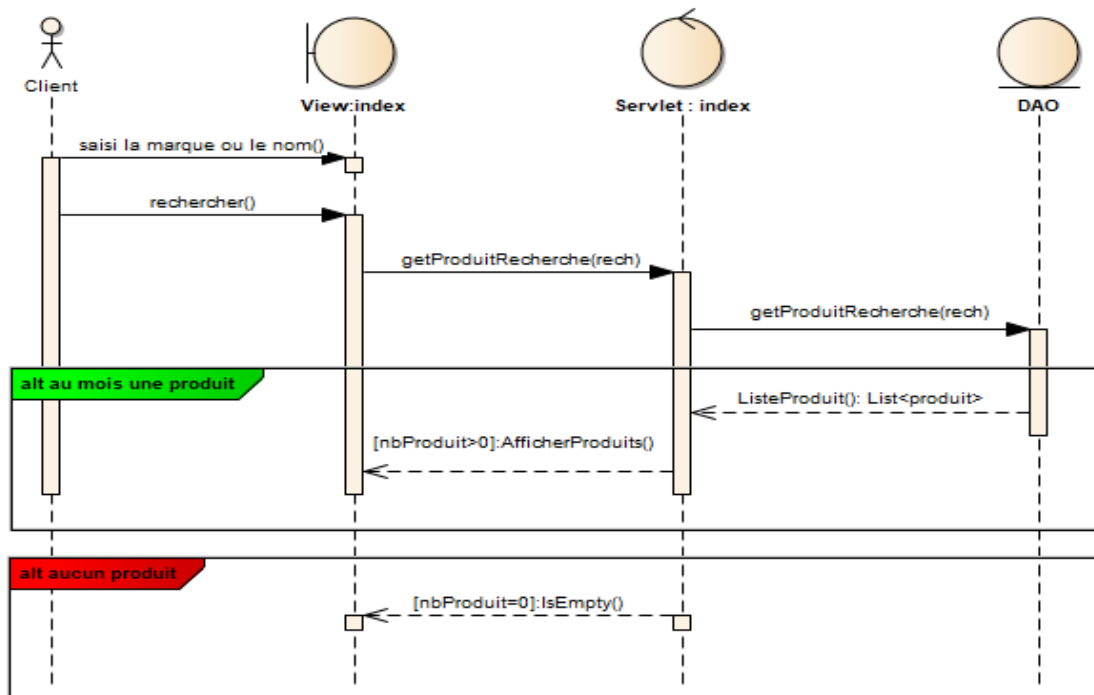 Client
View:index
Servlet : index
DAO
saisi la marque ou le nom()
rechercher()
getProduitRecherche(rech)
getProduitRecherche(rech)
alt au mois une produit
ListeProduit(): List<produit>
[nbProduit>0]:AfficherProduits()
alt aucun produit
[nbProduit=0]:IsEmpty()